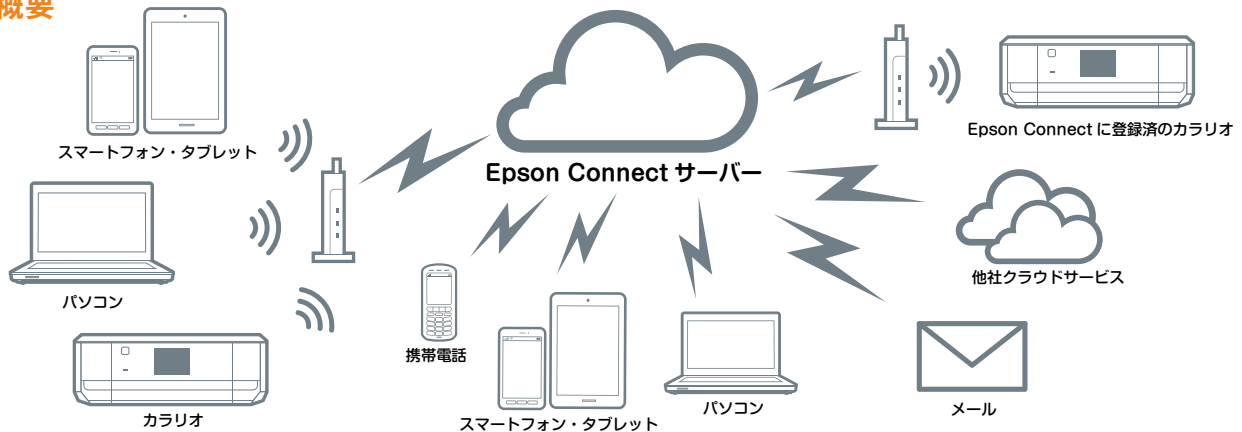 概要
スマートフォン・タブレット
Epson Connect に登録済のカラリオ
Epson Connect サーバー
パソコン
他社クラウドサービス
携帯電話
カラリオ
スマートフォン・タブレット
パソコン
メール